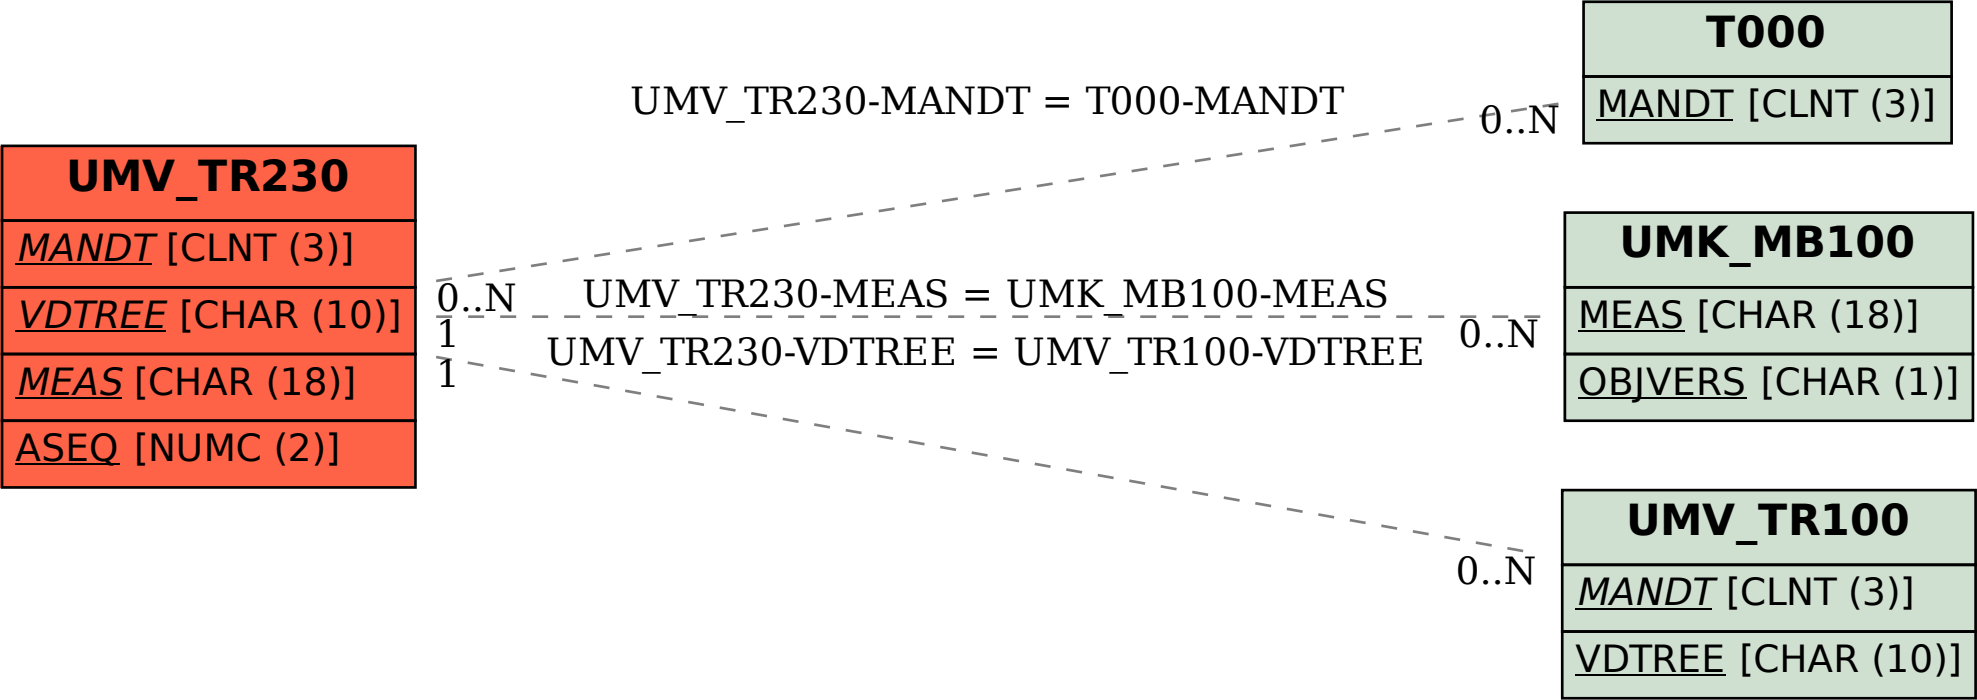 UMV_TR230
MANDT [CLNT (3)]
VDTREE [CHAR (10)]
MEAS [CHAR (18)]
ASEQ [NUMC (2)]
UMV_TR230-MANDT = T000-MANDT
0..N
0..N
UMV_TR230-MEAS = UMK_MB100-MEAS
1
0..N
UMV_TR230-VDTREE = UMV_TR100-VDTREE
1
0..N
T000
MANDT [CLNT (3)]
UMK_MB100
MEAS [CHAR (18)]
OBJVERS [CHAR (1)]
UMV_TR100
MANDT [CLNT (3)]
VDTREE [CHAR (10)]